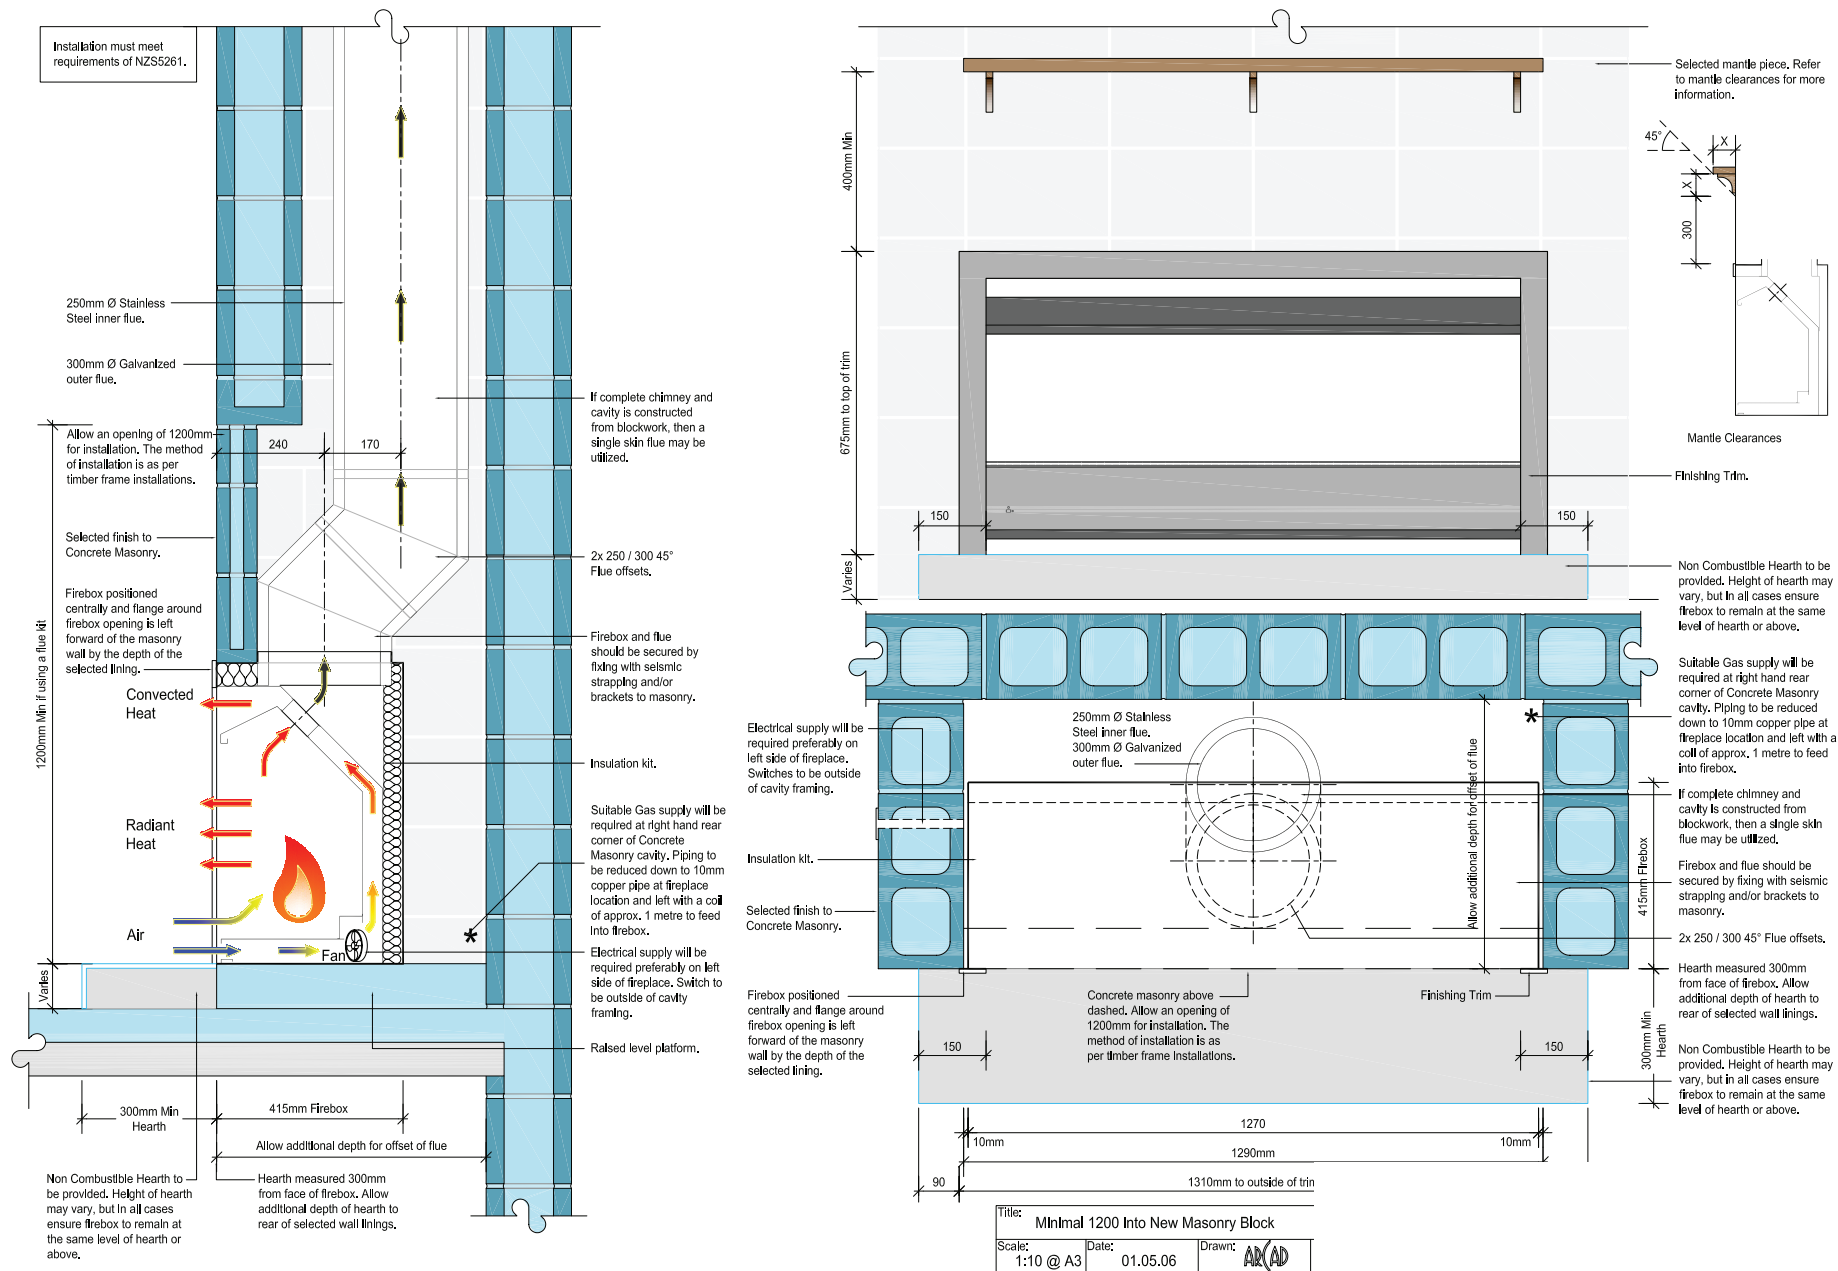 Installation must meet
requirements of NZS5261.
250mm Ø Stainless
Steel inner flue.
300mm Ø Galvanized
outer flue.
Allow an opening of 1200mm
for installation. The method
of installation is as per
timber frame installations.
240
170
Selected finish to
Concrete Masonry.
Firebox positioned
centrally and flange around
firebox opening is left
forward of the masonry
wall by the depth of the
selected lining.
1200mm Min if using a flue kit
Convected
Heat
Radiant
Heat
Air
Fan
Varies
300mm Min
Hearth
415mm Firebox
Allow additional depth for offset of flue
Non Combustible Hearth to
be provided. Height of hearth
may vary, but in all cases
ensure firebox to remain at
the same level of hearth or
above.
Hearth measured 300mm
from face of firebox. Allow
additional depth of hearth to
rear of selected wall linings.
If complete chimney and
cavity is constructed
from blockwork, then a
single skin flue may be
utilized.
2x 250 / 300 45°
Flue offsets.
Firebox and flue
should be secured by
fixing with seismic
strapping and/or
brackets to masonry.
Insulation kit.
Suitable Gas supply will be
required at right hand rear
corner of Concrete
Masonry cavity. Piping to
be reduced down to 10mm
copper pipe at fireplace
location and left with a coil
of approx. 1 metre to feed
into firebox.
*
Electrical supply will be
required preferably on left
side of fireplace. Switch to
be outside of cavity
framing.
Raised level platform.
400mm Min
675mm to top of trim
Varies
150
150
Selected mantle piece. Refer
to mantle clearances for more
information.
45°
X
X
300
Mantle Clearances
Finishing Trim.
Non Combustible Hearth to be
provided. Height of hearth may
vary, but in all cases ensure
firebox to remain at the same
level of hearth or above.
Suitable Gas supply will be
required at right hand rear
corner of Concrete Masonry
cavity. Piping to be reduced
down to 10mm copper pipe at
fireplace location and left with a
coil of approx. 1 metre to feed
into firebox.
*
If complete chimney and
cavity is constructed from
blockwork, then a single skin
flue may be utilized.
Firebox and flue should be
secured by fixing with seismic
strapping and/or brackets to
masonry.
2x 250 / 300 45° Flue offsets.
Hearth measured 300mm
from face of firebox. Allow
additional depth of hearth to
rear of selected wall linings.
Non Combustible Hearth to be
provided. Height of hearth may
vary, but in all cases ensure
firebox to remain at the same
level of hearth or above.
Electrical supply will be
required preferably on
left side of fireplace.
Switches to be outside
of cavity framing.
250mm Ø Stainless
Steel inner flue.
300mm Ø Galvanized
outer flue.
Allow additional depth for offset of flue
415mm Firebox
300mm Min
Hearth
Insulation kit.
Selected finish to
Concrete Masonry.
Firebox positioned
centrally and flange around
firebox opening is left
forward of the masonry
wall by the depth of the
selected lining.
Concrete masonry above
dashed. Allow an opening of
1200mm for installation. The
method of installation is as
per timber frame installations.
Finishing Trim
150
150
1270
10mm
10mm
1290mm
90
1310mm to outside of trim
Title:
Minimal 1200 Into New Masonry Block
Scale:
1:10 @ A3
Date:
01.05.06
Drawn:
ARCAD